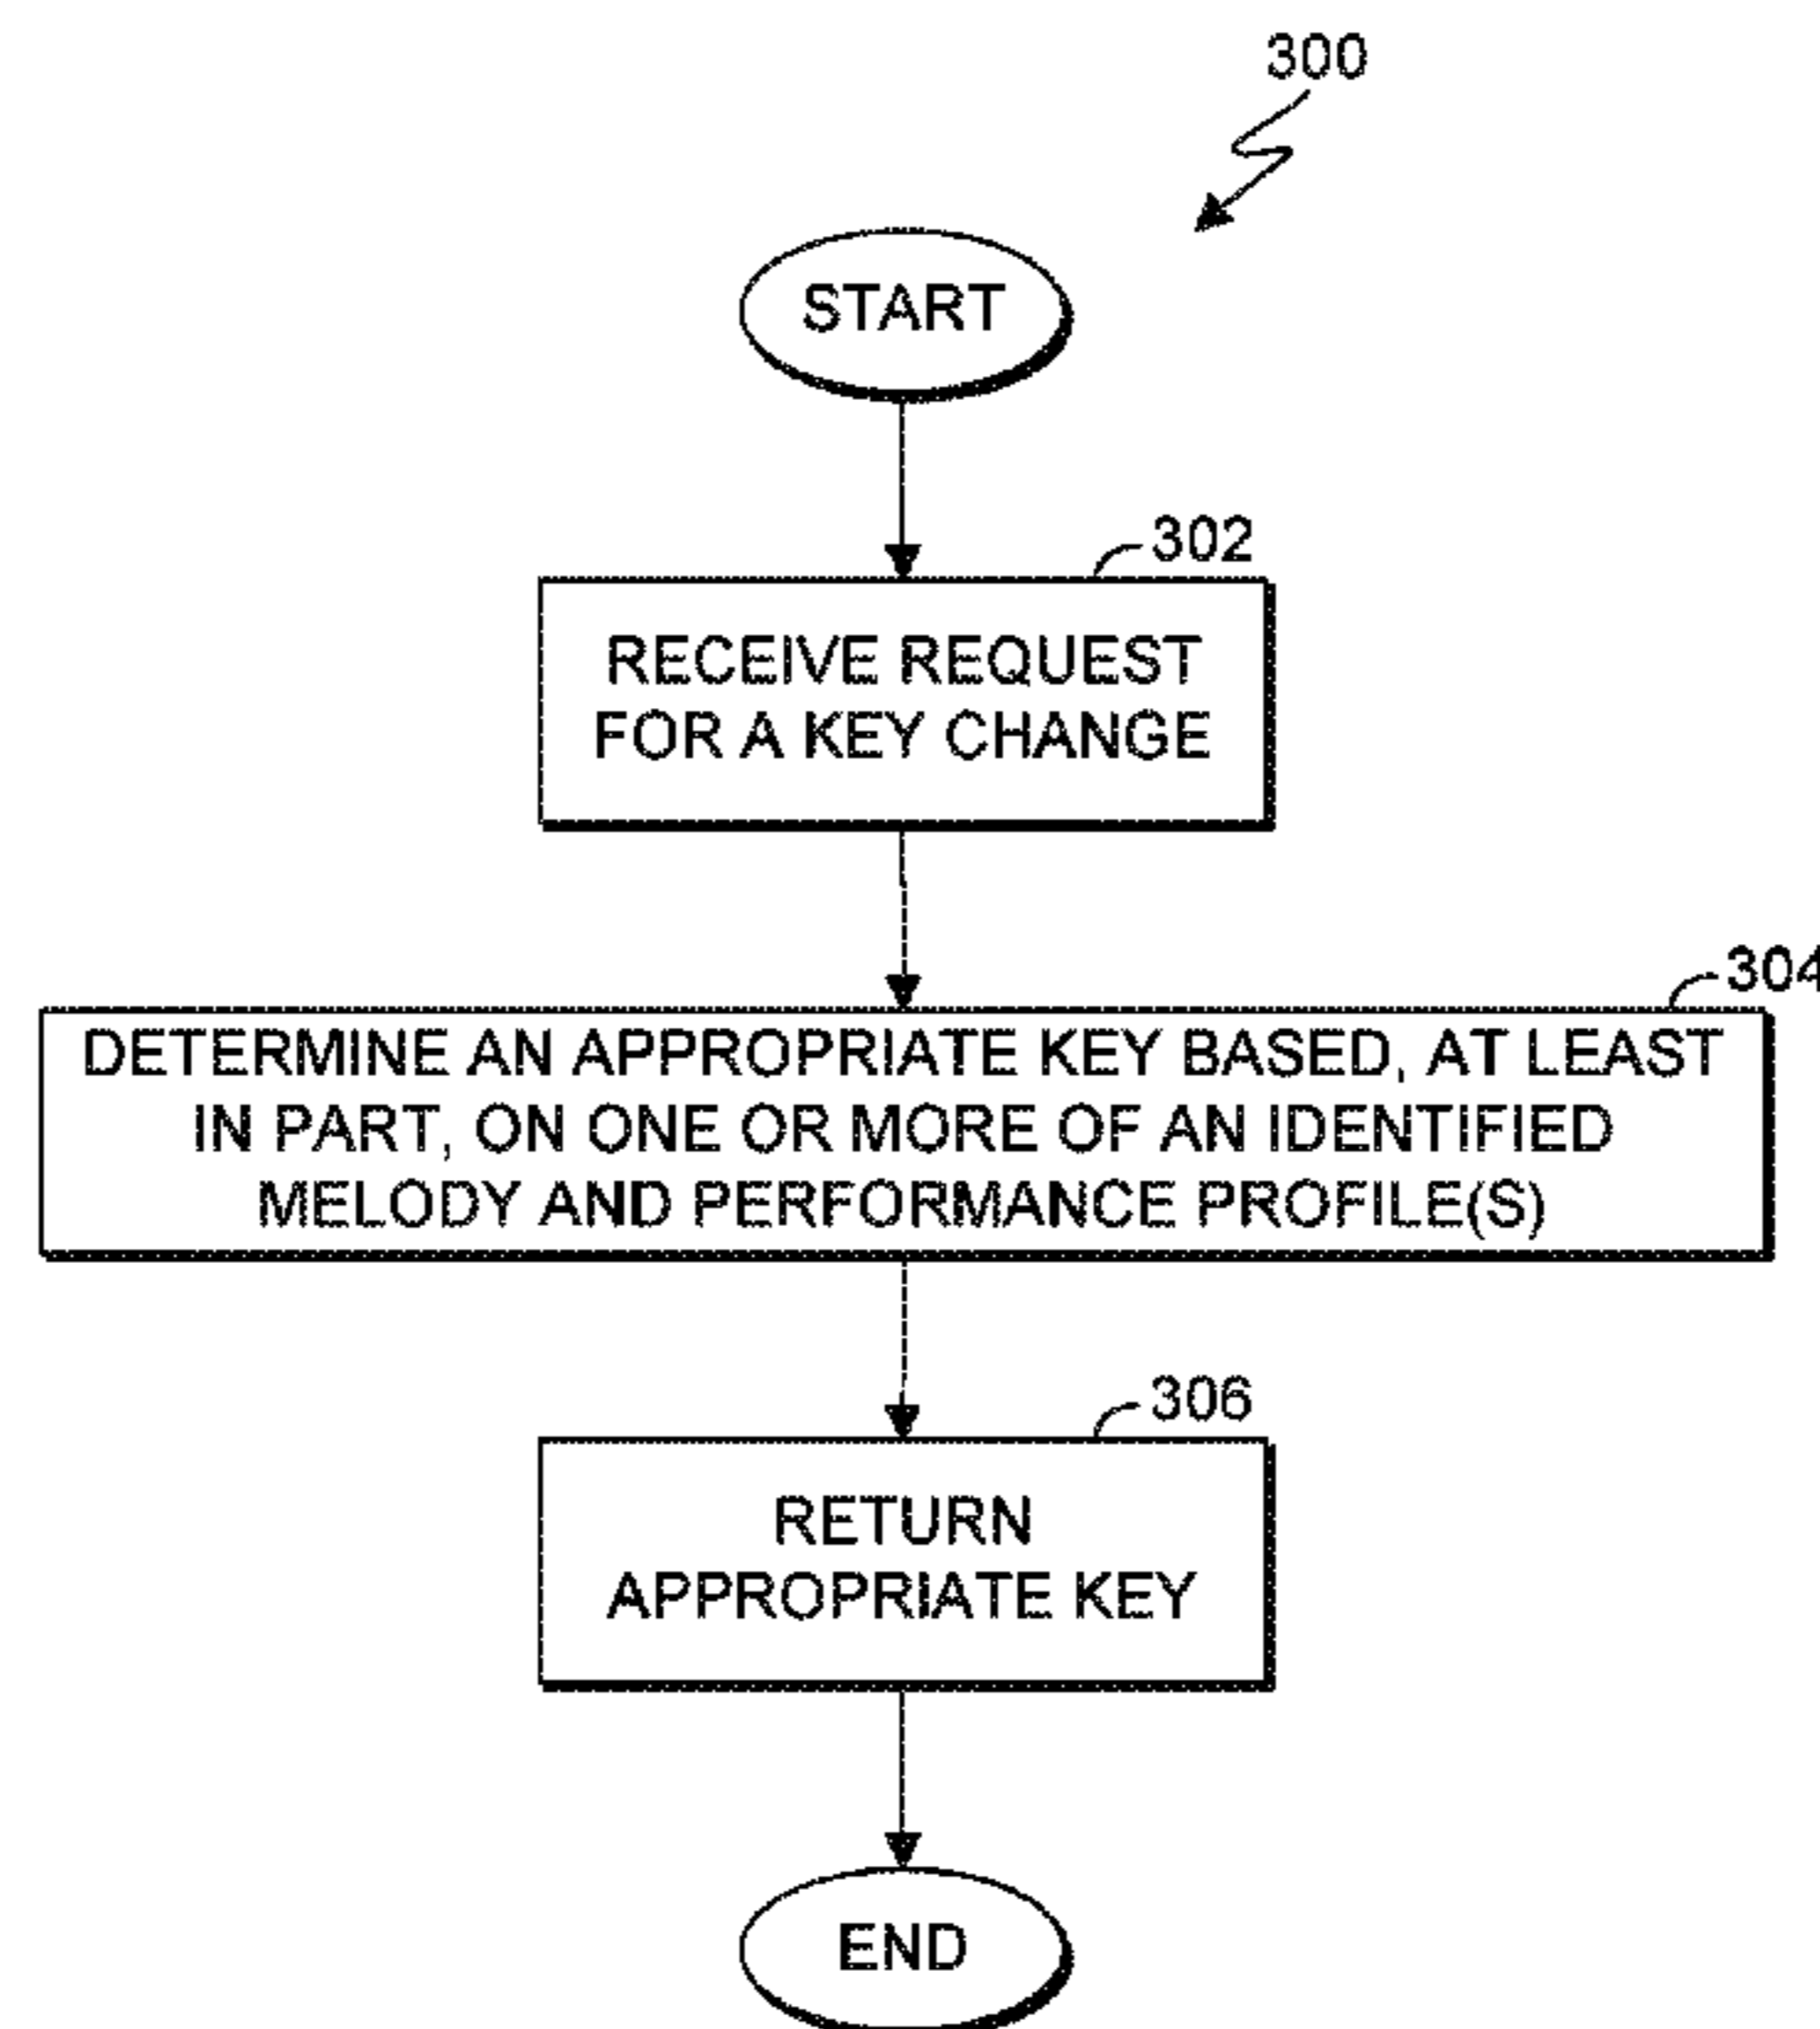 300
START
302
RECEIVE REQUEST
FOR A KEY CHANGE
304
DETERMINE AN APPROPRIATE KEY BASED, AT LEAST
IN PART, ON ONE OR MORE OF AN IDENTIFIED
MELODY AND PERFORMANCE PROFILE(S)
306
RETURN
APPROPRIATE KEY
END